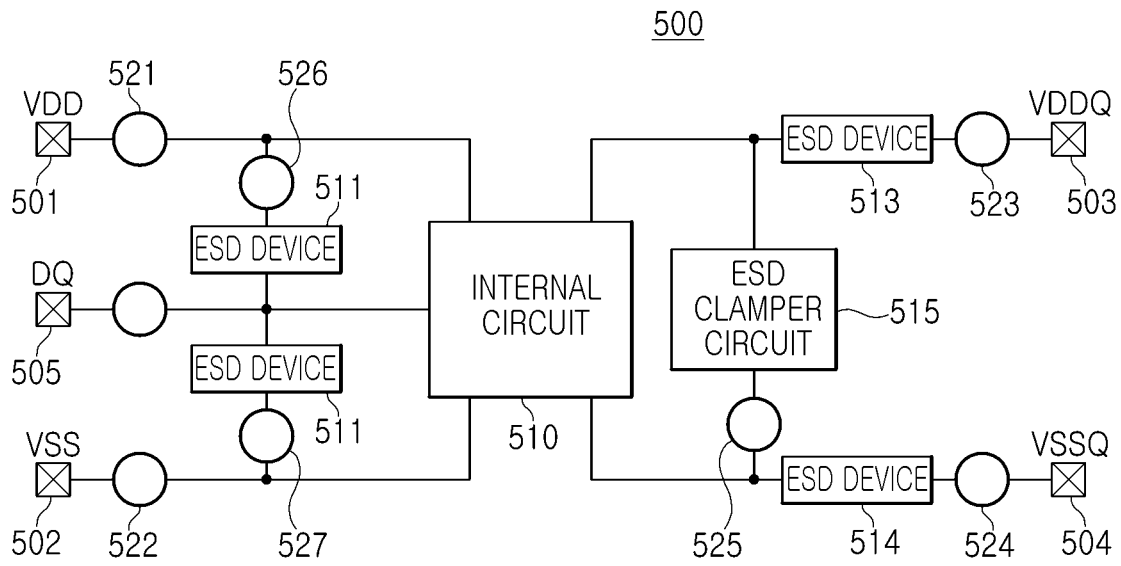 500
521
526
VDD
VDDQ
ESD DEVICE
501
511
513
523
503
ESD DEVICE
DQ
INTERNAL
CIRCUIT
ESD
CLAMPER
CIRCUIT
515
505
ESD DEVICE
511
510
VSS
VSSQ
ESD DEVICE
502
522
527
525
514
524
504